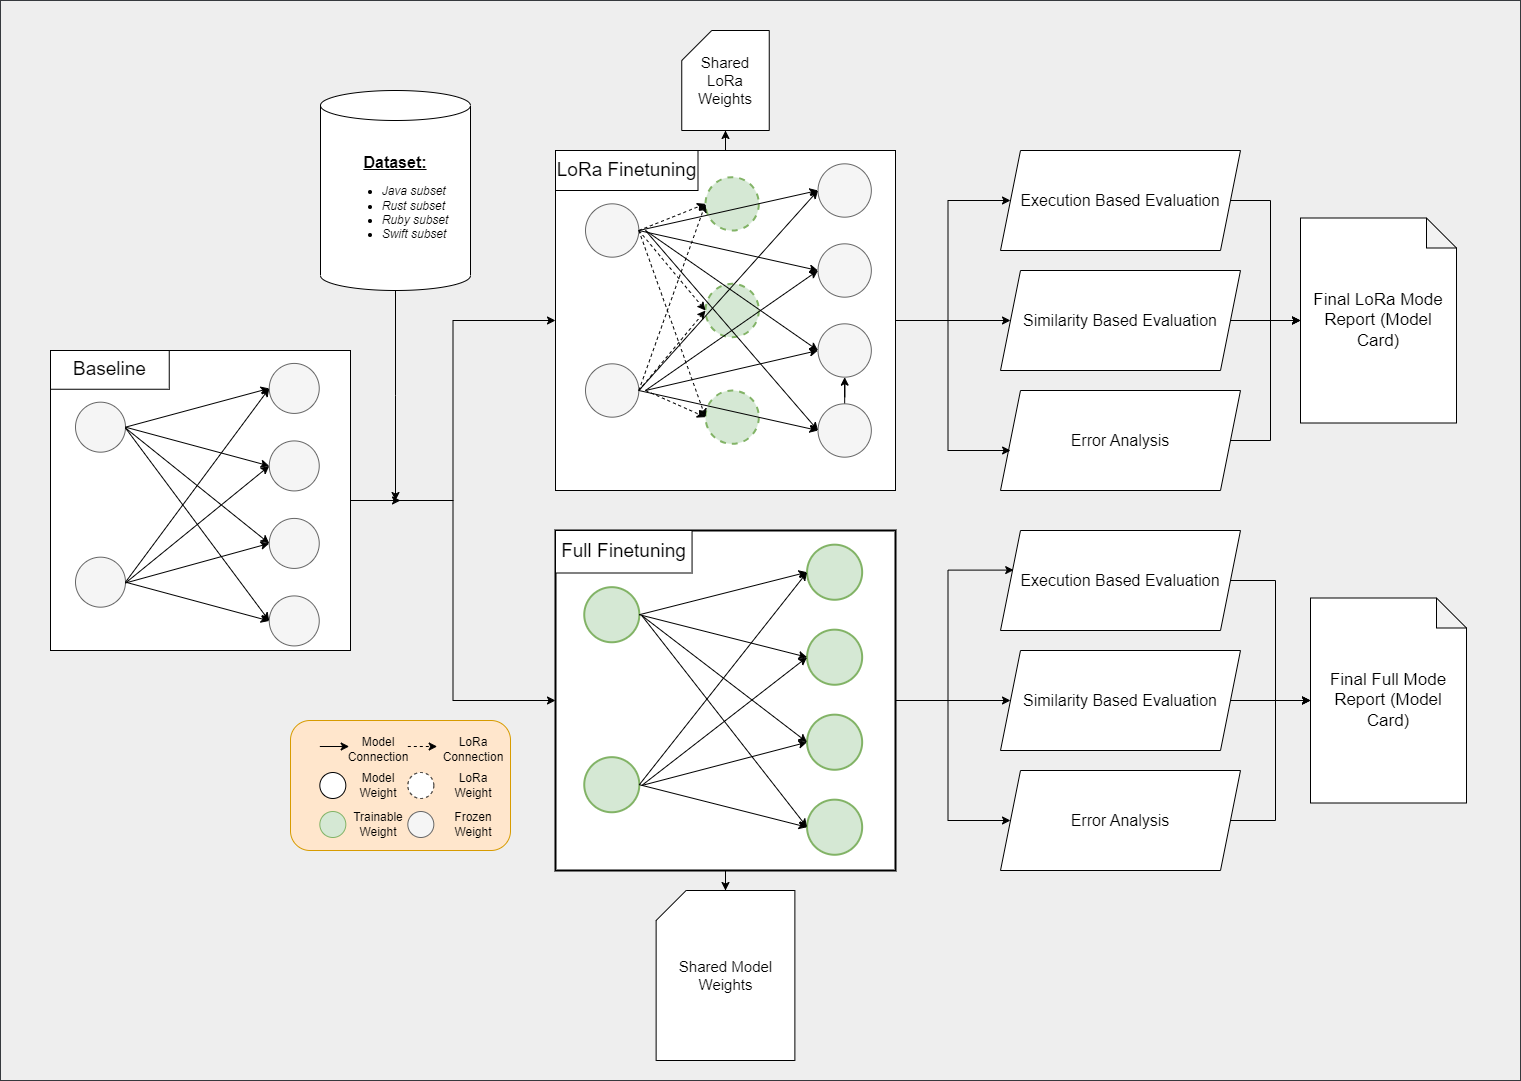 Shared
LoRa
Weights
Dataset:
Java subset
Rust subset
Ruby subset
Swift subset
Baseline
LoRa Finetuning
Execution Based Evaluation
Similarity Based Evaluation
Error Analysis
Final LoRa Mode
Report (Model
Card)
Full Finetuning
Execution Based Evaluation
Similarity Based Evaluation
Error Analysis
Final Full Mode
Report (Model
Card)
Model
Connection
LoRa
Connection
Model
Weight
LoRa
Weight
Trainable
Weight
Frozen
Weight
Shared Model
Weights